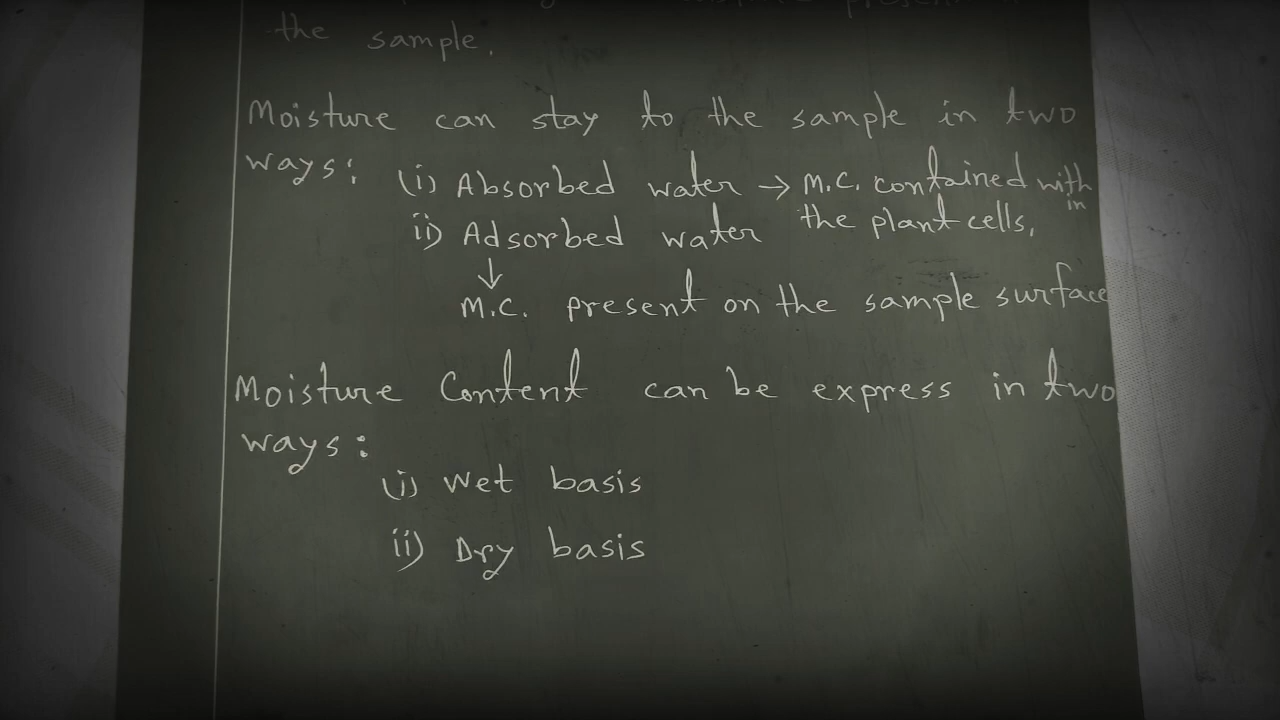 the sample.
Moisture can stay to the sample in two
ways: (i) Absorbed water → M.C. contained within
ii) Adsorbed water the plant cells,
↓
M.C. present on the sample surface
Moisture Content can be express in two
ways:
(i) Wet basis
ii) Dry basis